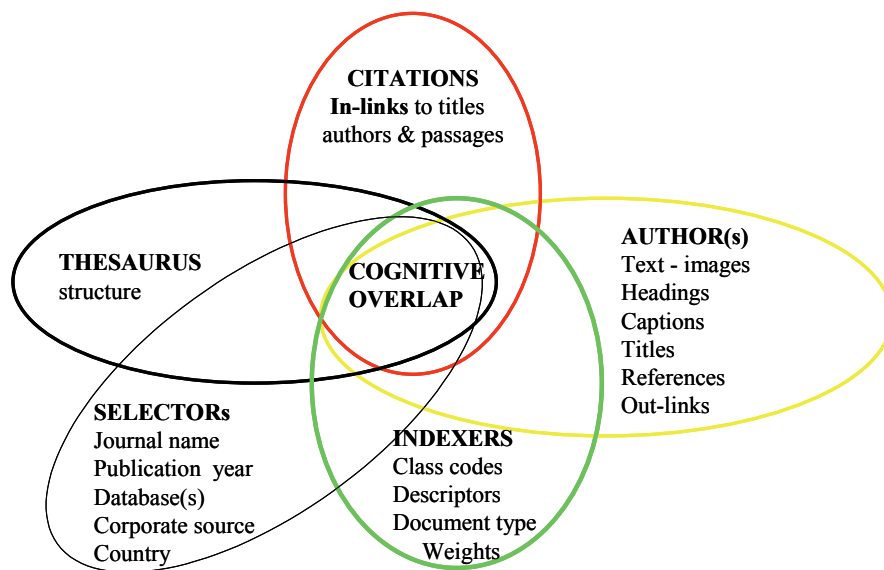 CITATIONS
In-links to titles
authors & passages
THESAURUS
structure
COGNITIVE
OVERLAP
AUTHOR(s)
Text - images
Headings
Captions
Titles
References
Out-links
SELECTORs
Journal name
Publication year
Database(s)
Corporate source
Country
INDEXERS
Class codes
Descriptors
Document type
Weights